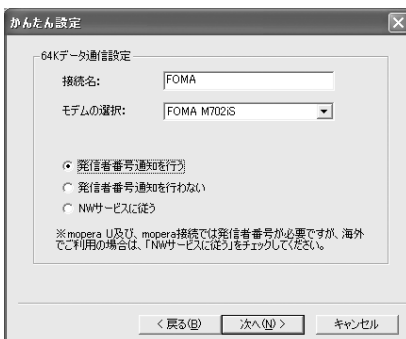 かんたん設定
64Kデータ通信設定
接続名: FOMA
モデムの選択: FOMA M702iS
発信者番号通知を行う
発信者番号通知を行わない
NWサービスに従う
※mopera U及び、mopera接続では発信者番号が必要ですが、海外
でご利用の場合は、「NWサービスに従う」をチェックしてください。
< 戻る(B) 次へ(N) > キャンセル